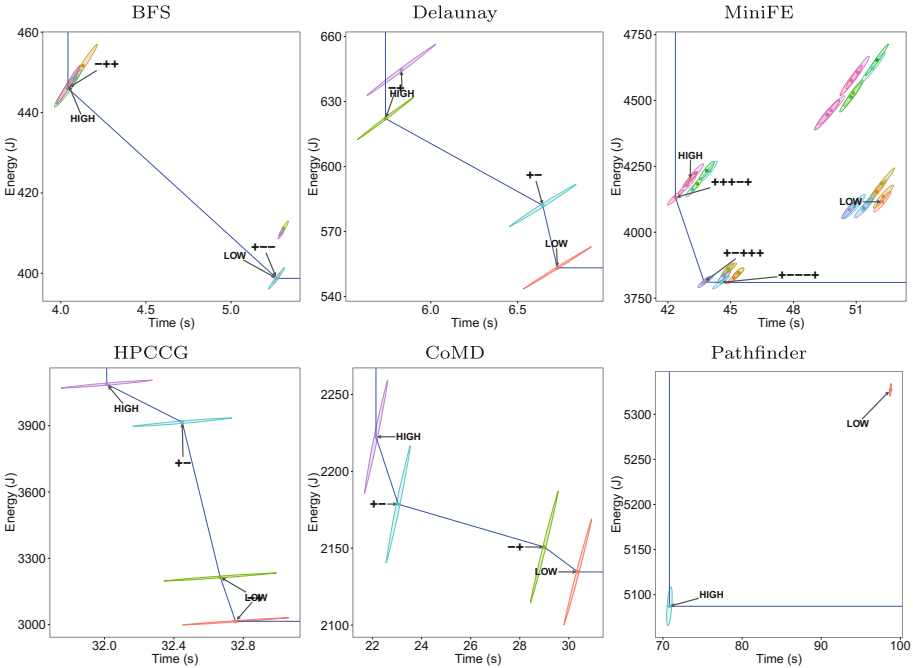 BFS Delaunay MiniFE
460
440
420
400
Energy (J)
4.0 4.5 5.0
Time (s)
-++
HIGH
+--
LOW
660
630
600
570
540
Energy (J)
6.0 6.5
Time (s)
HIGH
+-
LOW
4750
4500
4250
4000
3750
Energy (J)
42 45 48 51
Time (s)
HIGH
++++-+
LOW
HPCCG CoMD Pathfinder
3900
3600
3300
3000
Energy (J)
32.0 32.4 32.8
Time (s)
HIGH
+-
LOW
2250
2200
2150
2100
Energy (J)
22 24 26 28 30
Time (s)
HIGH
+-
-+
LOW
5300
5250
5200
5150
5100
Energy (J)
70 80 90 100
Time (s)
LOW
HIGH